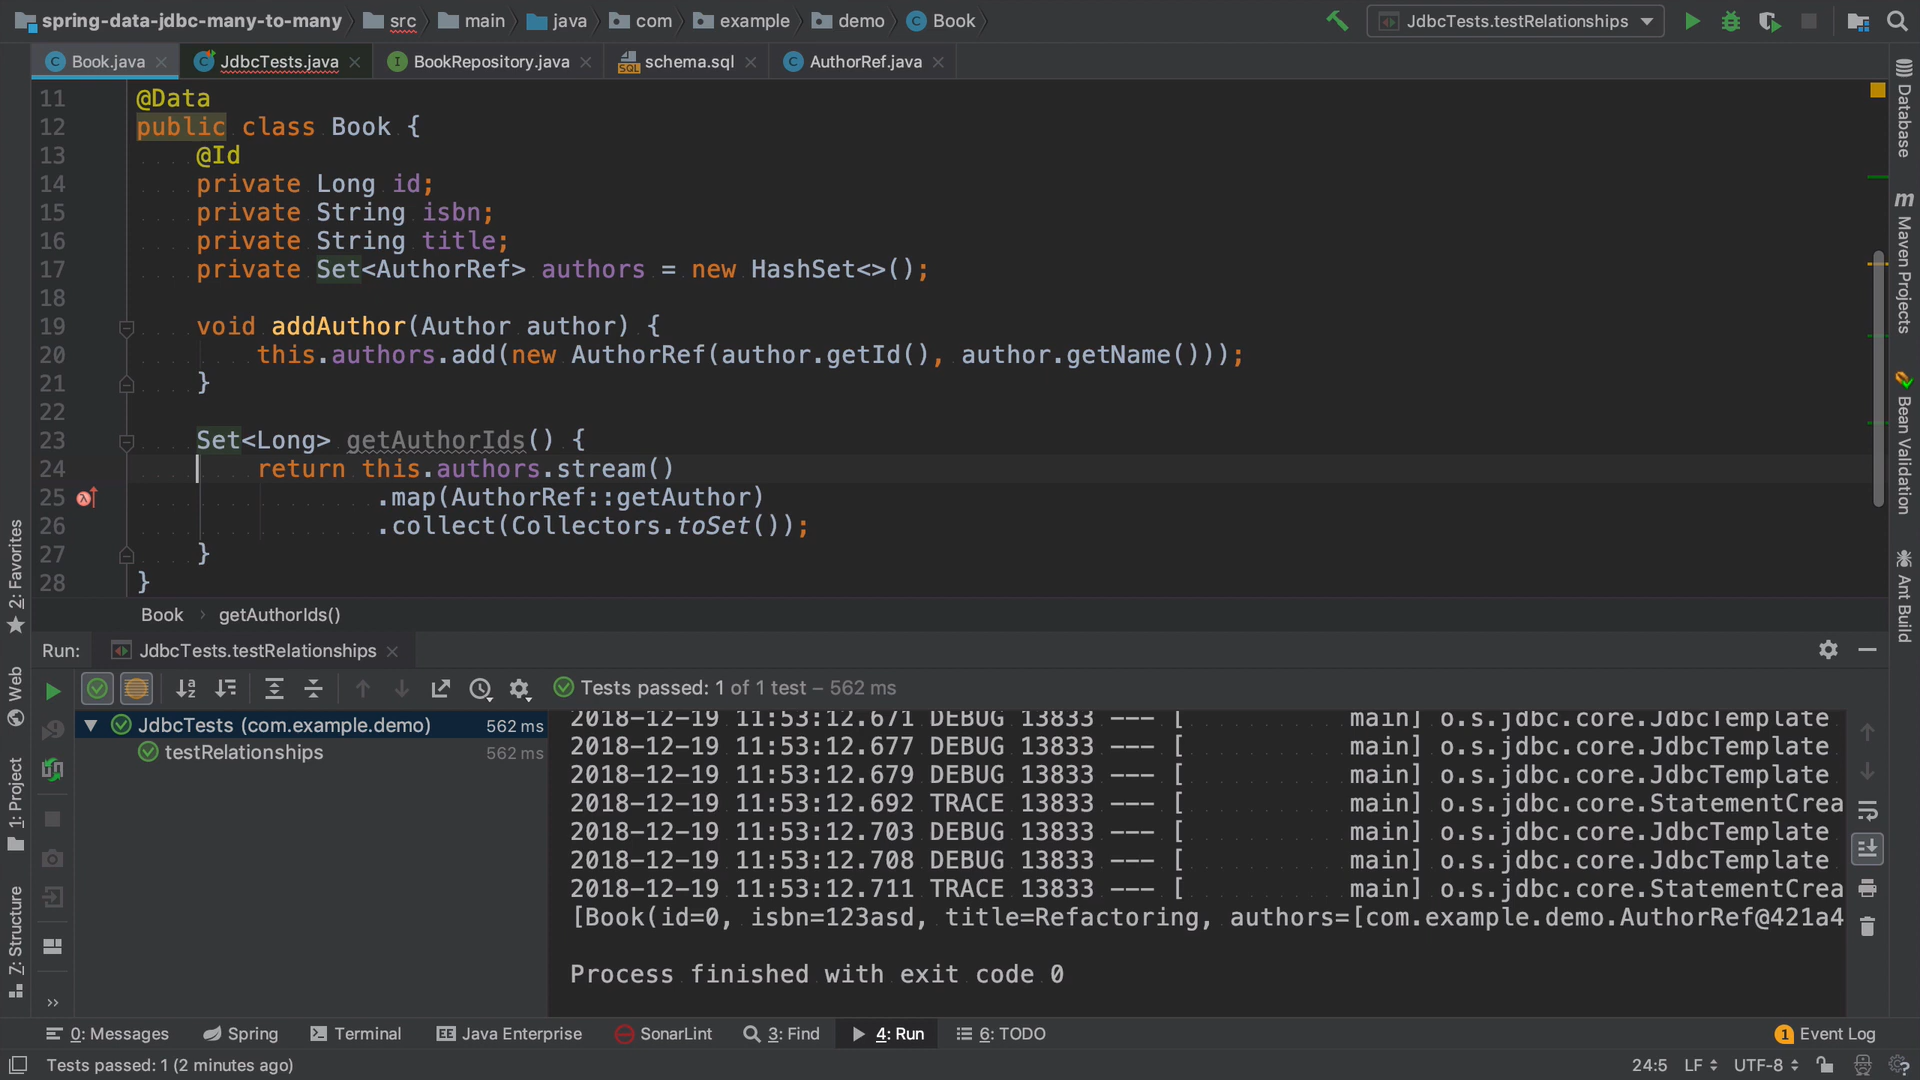 spring-data-jdbc-many-to-many
src
main
java
com
example
demo
Book
JdbcTests.testRelationships
Book.java
JdbcTests.java
BookRepository.java
schema.sql
AuthorRef.java
11 @Data
12 public class Book {
13 @Id
14 private Long id;
15 private String isbn;
16 private String title;
17 private Set<AuthorRef> authors = new HashSet<>();
18
19 void addAuthor(Author author) {
20 this.authors.add(new AuthorRef(author.getId(), author.getName()));
21 }
22
23 Set<Long> getAuthorIds() {
24 return this.authors.stream()
25 .map(AuthorRef::getAuthor)
26 .collect(Collectors.toSet());
27 }
28 }
Book
getAuthorIds()
Database
Maven Projects
Bean Validation
Ant Build
2: Favorites
Web
1: Project
7: Structure
Run:
JdbcTests.testRelationships
Tests passed: 1 of 1 test – 562 ms
JdbcTests (com.example.demo) 562 ms
testRelationships 562 ms
2018-12-19 11:53:12.671 DEBUG 13833 --- [ main] o.s.jdbc.core.JdbcTemplate
2018-12-19 11:53:12.677 DEBUG 13833 --- [ main] o.s.jdbc.core.JdbcTemplate
2018-12-19 11:53:12.679 DEBUG 13833 --- [ main] o.s.jdbc.core.JdbcTemplate
2018-12-19 11:53:12.692 TRACE 13833 --- [ main] o.s.jdbc.core.StatementCrea
2018-12-19 11:53:12.703 DEBUG 13833 --- [ main] o.s.jdbc.core.JdbcTemplate
2018-12-19 11:53:12.708 DEBUG 13833 --- [ main] o.s.jdbc.core.JdbcTemplate
2018-12-19 11:53:12.711 TRACE 13833 --- [ main] o.s.jdbc.core.StatementCrea
[Book(id=0, isbn=123asd, title=Refactoring, authors=[com.example.demo.AuthorRef@421a4
Process finished with exit code 0
0: Messages
Spring
Terminal
Java Enterprise
SonarLint
3: Find
4: Run
6: TODO
1 Event Log
Tests passed: 1 (2 minutes ago)
24:5
LF
UTF-8